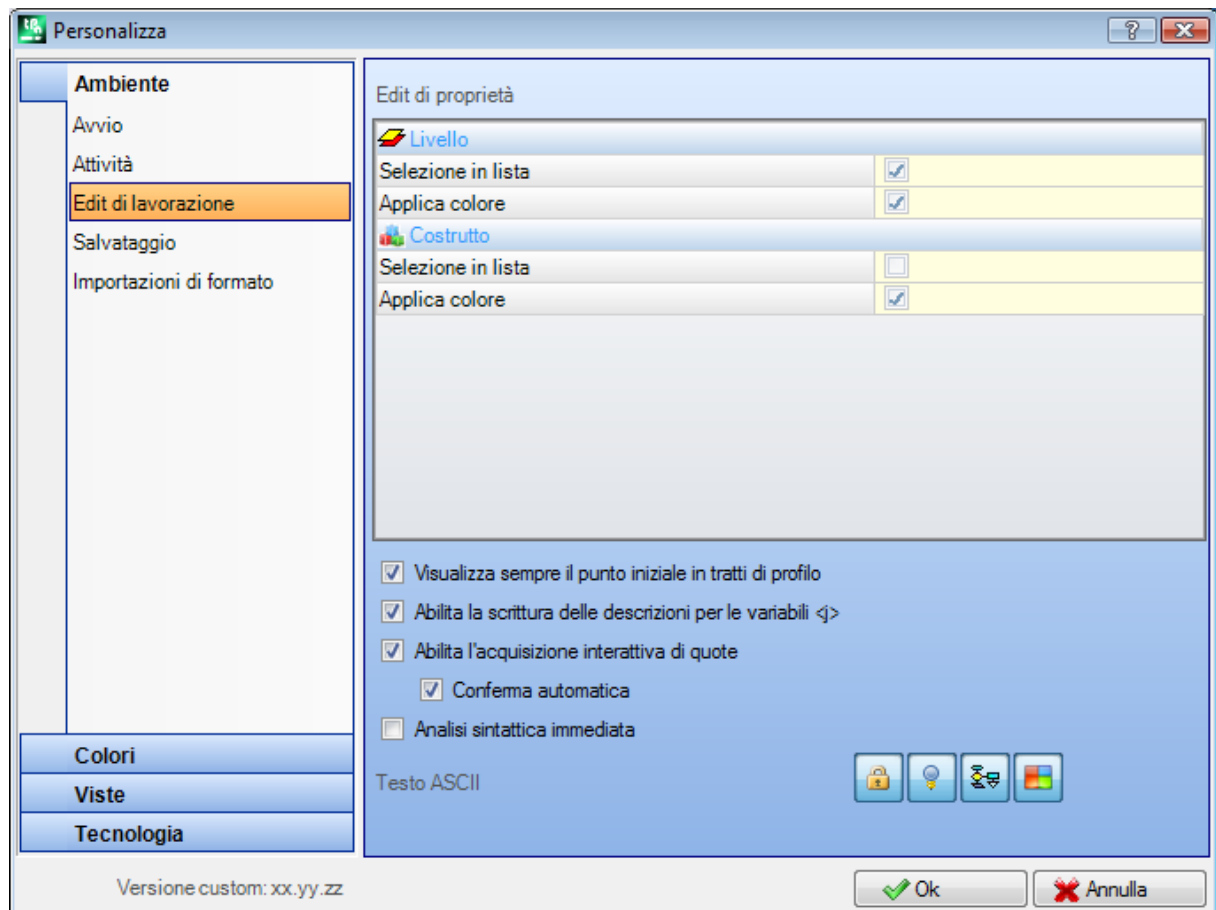 Personalizza
Ambiente
Avvio
Attività
Edit di lavorazione
Salvataggio
Importazioni di formato
Colori
Viste
Tecnologia
Edit di proprietà
Livello
Selezione in lista
Applica colore
Costrutto
Selezione in lista
Applica colore
Visualizza sempre il punto iniziale in tratti di profilo
Abilita la scrittura delle descrizioni per le variabili <j>
Abilita l'acquisizione interattiva di quote
Conferma automatica
Analisi sintattica immediata
Testo ASCII
Versione custom: xx.yy.zz
Ok
Annulla